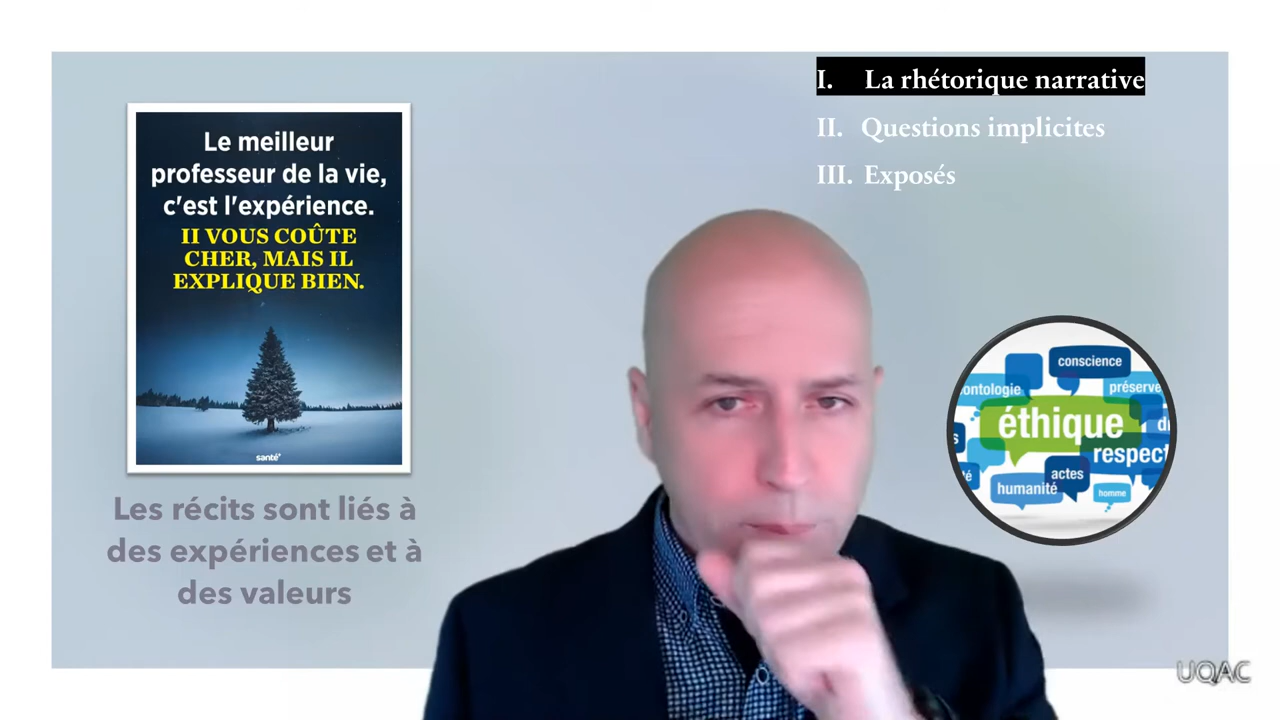 I. La rhétorique narrative
II. Questions implicites
III. Exposés
Le meilleur
professeur de la vie,
c'est l'expérience.
II VOUS COÛTE
CHER, MAIS IL
EXPLIQUE BIEN.
santé+
Les récits sont liés à
des expériences et à
des valeurs
conscience
ontologie
préserve
éthique
respect
actes
humanité
homme
UQAC